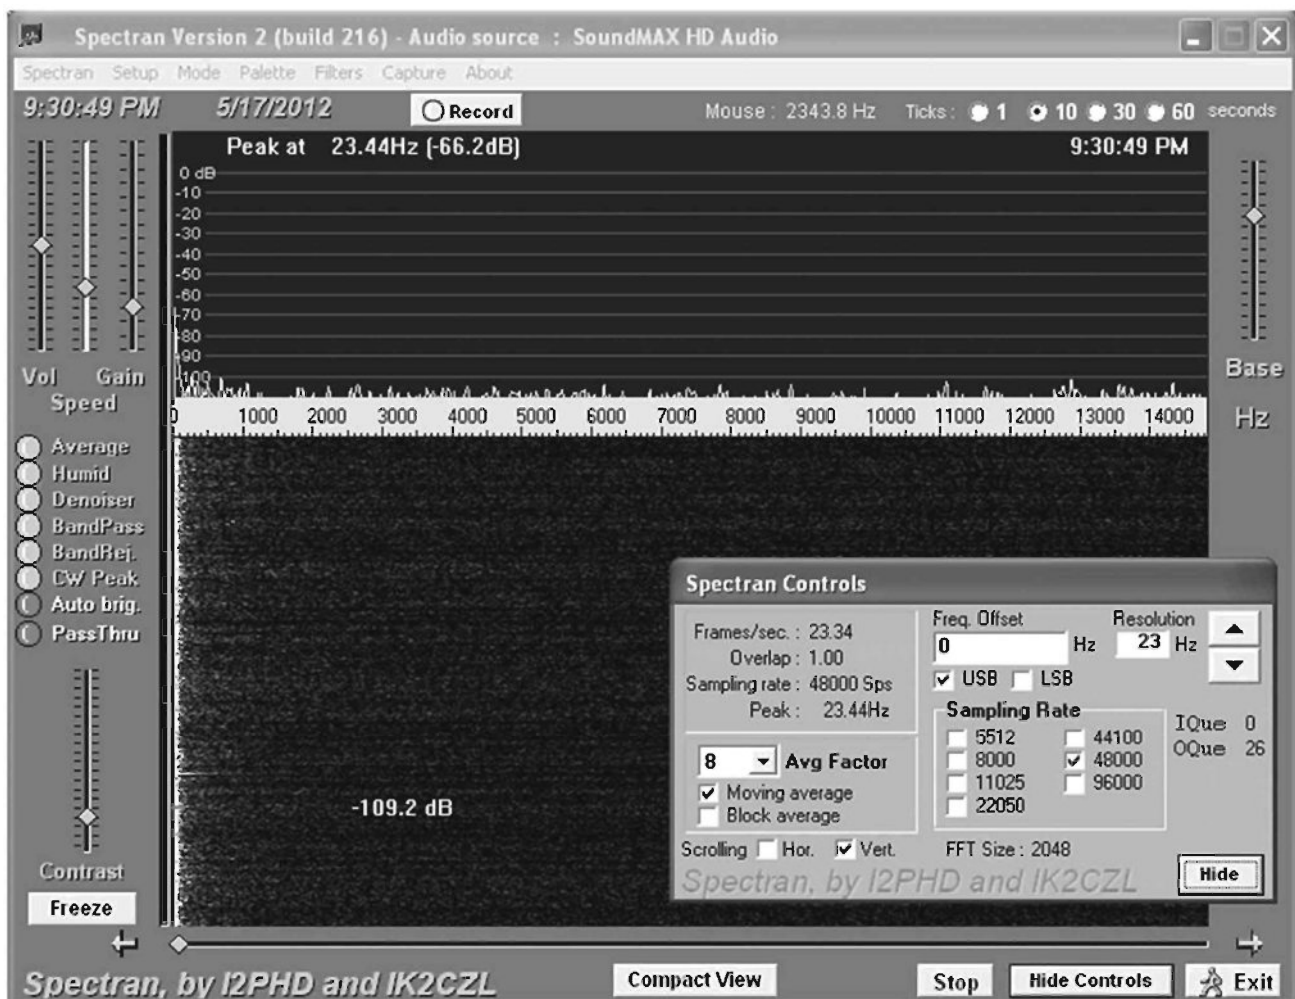 Spectran Version 2 (build 216) - Audio source : SoundMAX HD Audio
Spectran Setup Mode Palette Filters Capture About
9:30:49 PM 5/17/2012 Record Mouse : 2343.8 Hz Ticks : 1 10 30 60 seconds
Peak at 23.44Hz (-66.2dB) 9:30:49 PM
0 dB
-10
-20
-30
-40
-50
-60
-70
-80
-90
-100
Vol Gain
Speed
Base
0 1000 2000 3000 4000 5000 6000 7000 8000 9000 10000 11000 12000 13000 14000 Hz
Average
Humid
Denoiser
BandPass
BandRej.
CW Peak
Auto brig.
PassThru
-109.2 dB
Contrast
Freeze
Spectran Controls
Frames/sec. : 23.34
Overlap : 1.00
Sampling rate : 48000 Sps
Peak : 23.44Hz
Freq. Offset
0 Hz
Resolution
23 Hz
USB LSB
Sampling Rate
5512 44100
8000 48000
11025 96000
22050
IQue 0
OQue 26
8 Avg Factor
Moving average
Block average
Scrolling Hor. Vert. FFT Size : 2048
Spectran, by I2PHD and IK2CZL Hide
Spectran, by I2PHD and IK2CZL Compact View Stop Hide Controls Exit